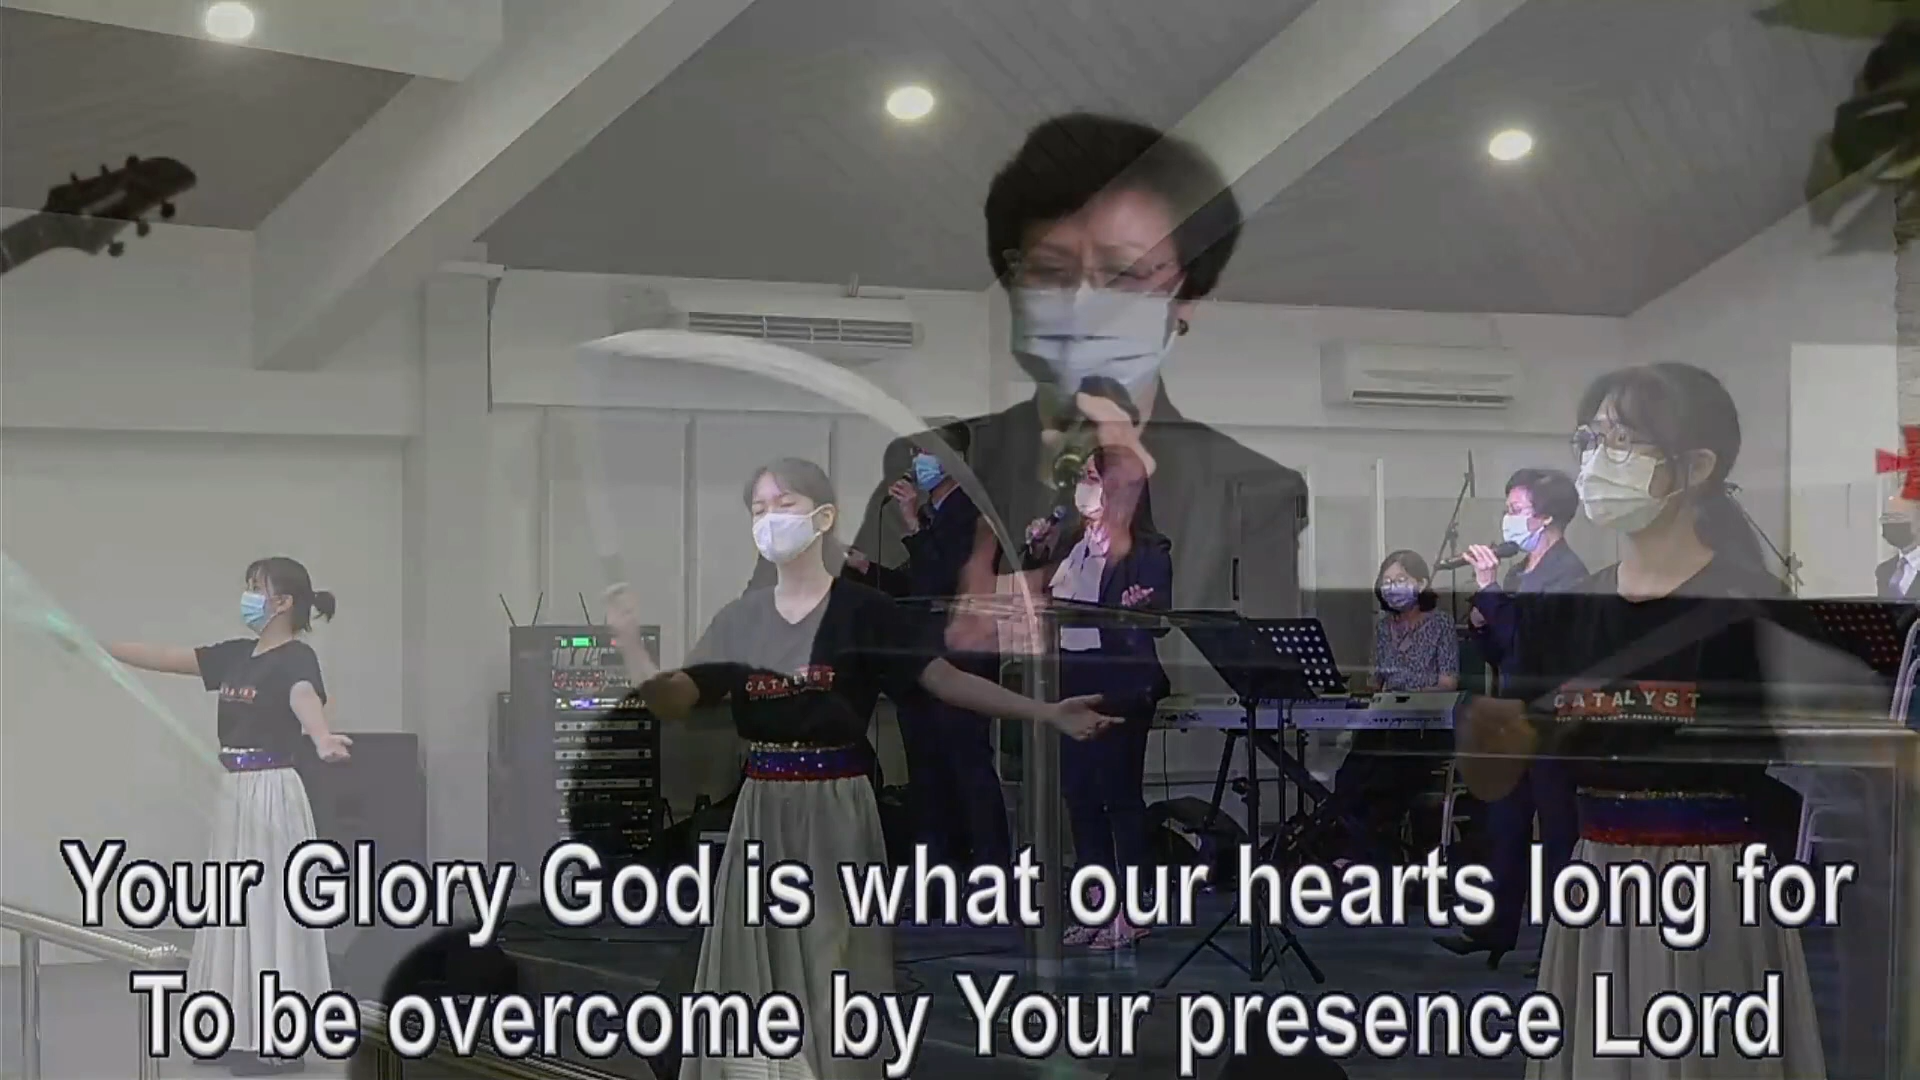 CATALYST
CATALYST
Your Glory God is what our hearts long for
To be overcome by Your presence Lord